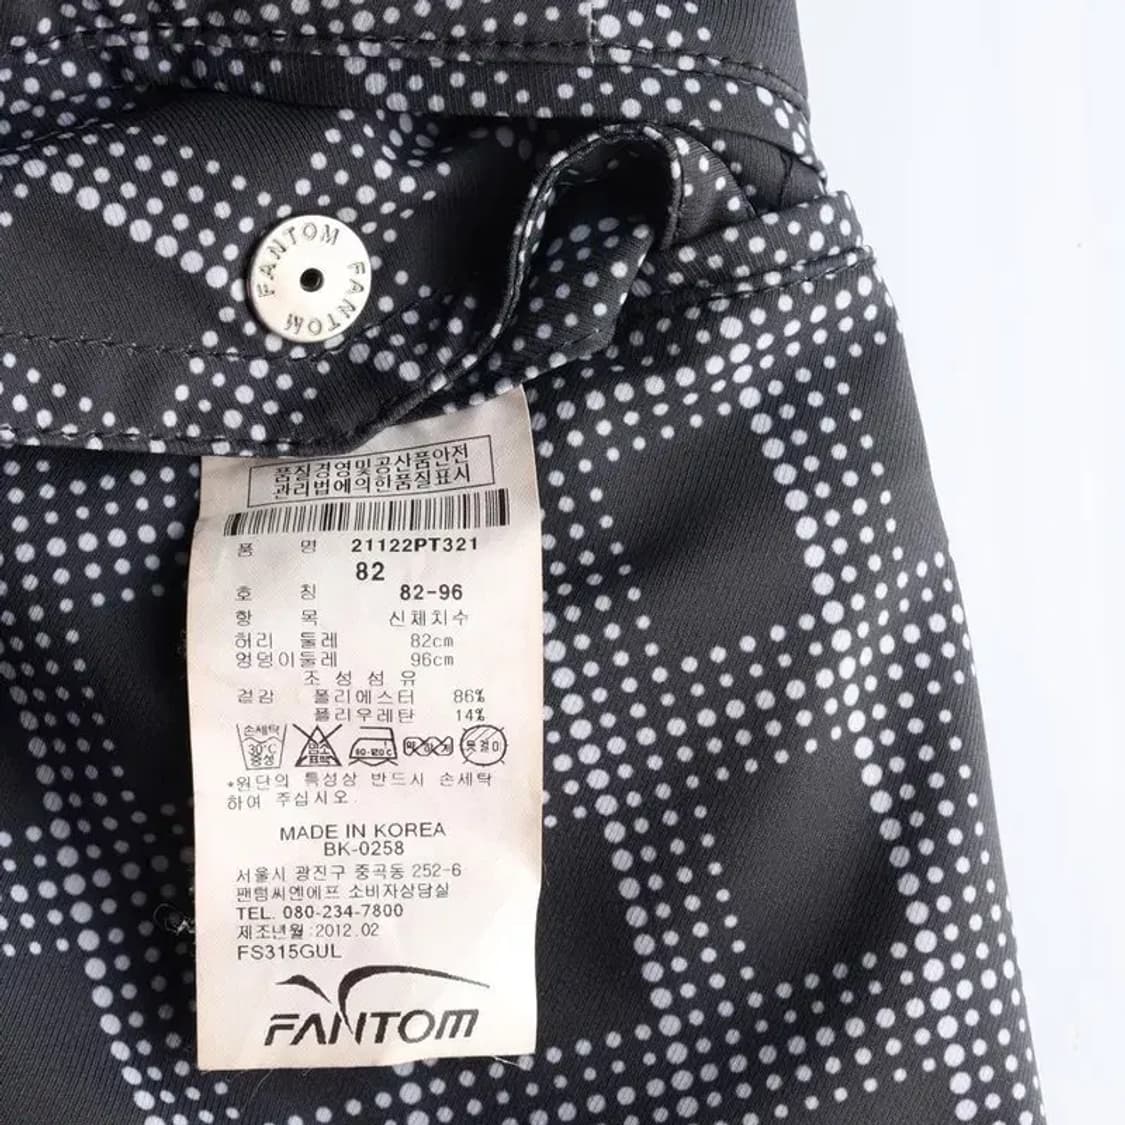 FANTOM FANTOM FANTOM
품질경영및공산품안전
관리법에의한품질표시
품 명 21122PT321
82
호 칭 82-96
항 목 신체치수
허리 둘레 82cm
엉덩이둘레 96cm
조성섬유
겉감 폴리에스터 86%
폴리우레탄 14%
손세탁 30°C 중성 염소 표백
*원단의 특성상 반드시 손세탁
하여 주십시오.
MADE IN KOREA
BK-0258
서울시 광진구 중곡동 252-6
팬텀씨엔에프 소비자상담실
TEL. 080-234-7800
제조년월:2012.02
FS315GUL
FANTOM